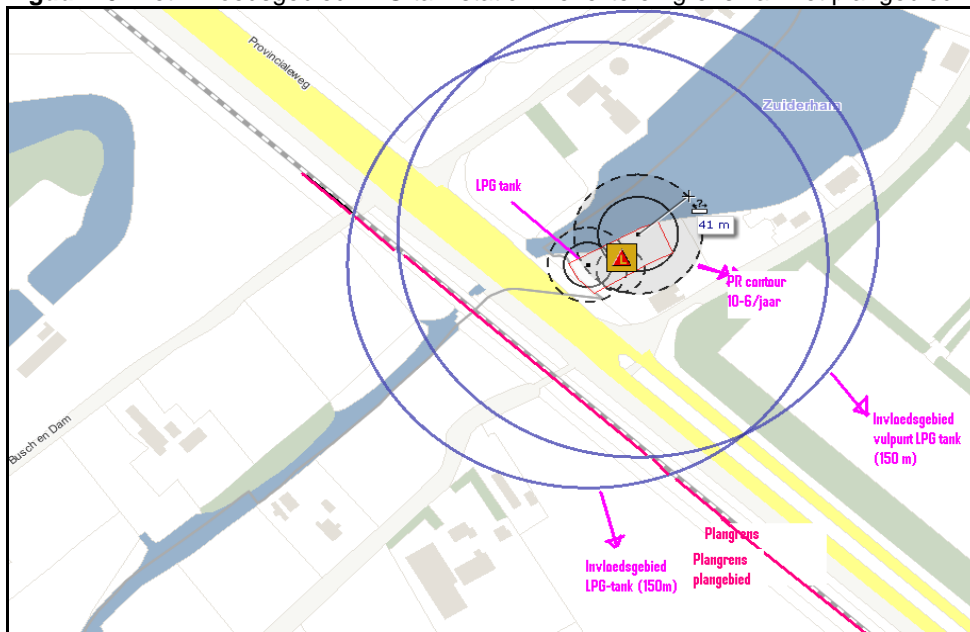 Provincialeweg
Zuiderham
LPG tank
41 m
PR contour
10-6/jaar
Busch en Dam
Invloedsgebied
vulpunt LPG tank
(150 m)
Plangrens
Plangrens
plangebied
Invloedsgebied
LPG-tank (150m)